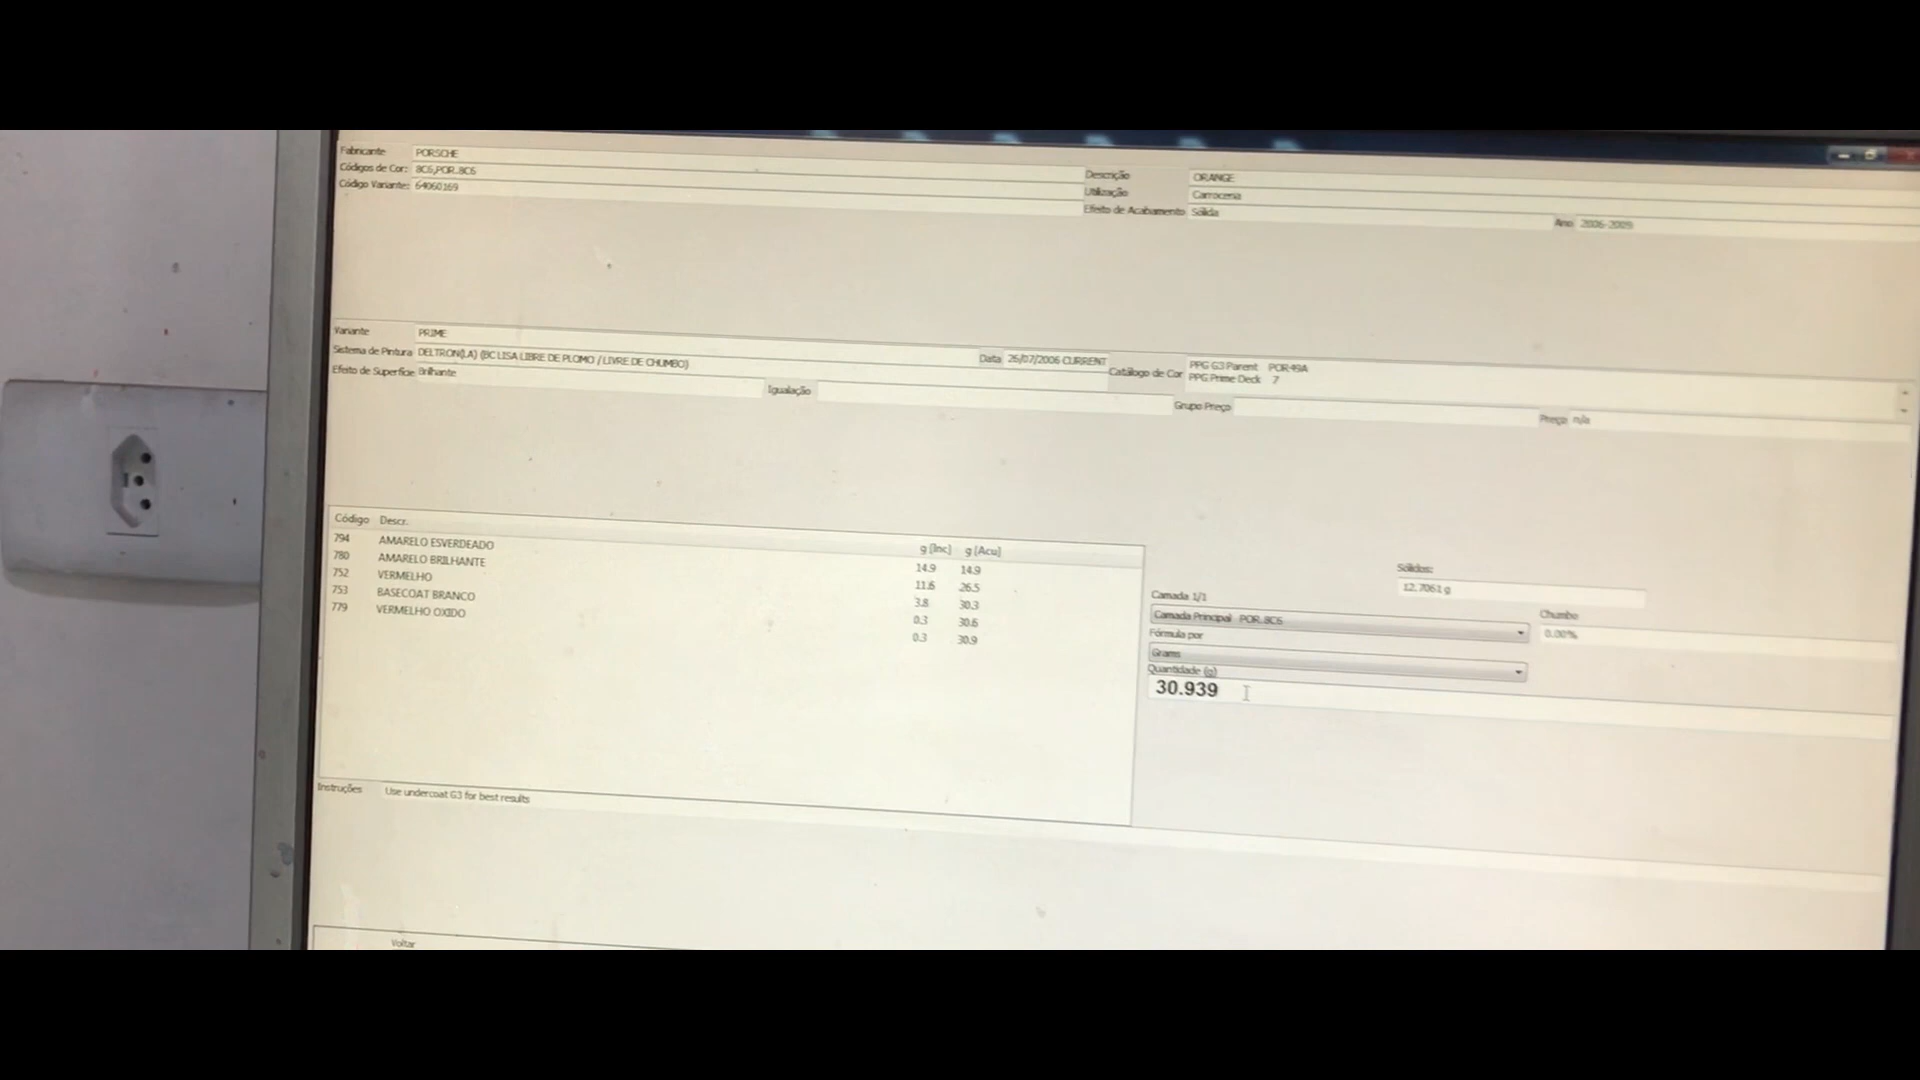 Fabricante PORSCHE
Códigos de Cor: 8C6,POR.8C6
Código Variante: 64060169
Descrição ORANGE
Utilização Carroceria
Efeito de Acabamento Sólida
Ano 2006-2009
Variante PRIME
Sistema de Pintura DELTRON(LA) (BC LISA LIBRE DE PLOMO / LIVRE DE CHUMBO)
Data 26/07/2006 CURRENT
Efeito de Superfície Brilhante
Catálogo de Cor PPG G3 Parent POR49A
PPG Prime Deck 7
Igualação
Grupo Preço
Preço n/a
Código Descr. g [Inc] g [Acu]
794 AMARELO ESVERDEADO 14.9 14.9
780 AMARELO BRILHANTE 11.6 26.5
752 VERMELHO 3.8 30.3
753 BASECOAT BRANCO 0.3 30.6
779 VERMELHO OXIDO 0.3 30.9
Sólidos:
12.7061 g
Camada 1/1
Camada Principal POR.8C6
Chumbo
0.00%
Fórmula por
Grams
Quantidade (g)
30.939
Instruções Use undercoat G3 for best results
Voltar